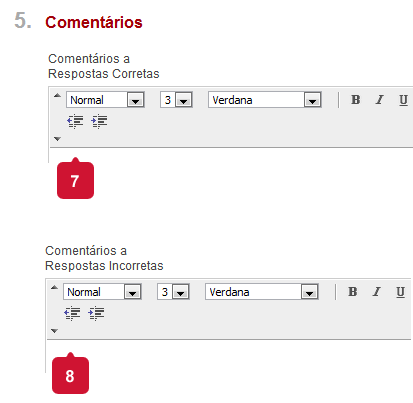 5. Comentários
Comentários a
Respostas Corretas
Normal 3 Verdana B I U
7
Comentários a
Respostas Incorretas
Normal 3 Verdana B I U
8